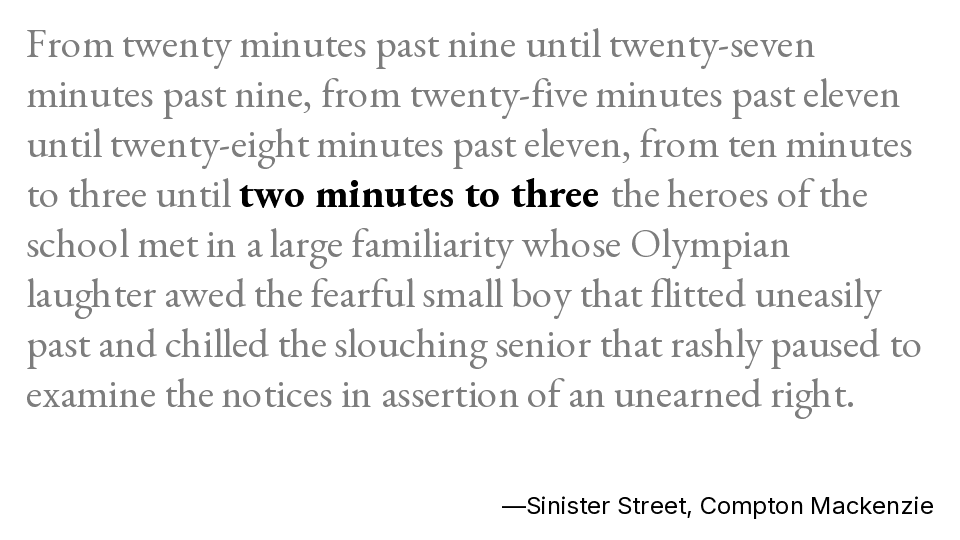 From twenty minutes past nine until twenty-seven
minutes past nine, from twenty-five minutes past eleven
until twenty-eight minutes past eleven, from ten minutes
to three until two minutes to three the heroes of the
school met in a large familiarity whose Olympian
laughter awed the fearful small boy that flitted uneasily
past and chilled the slouching senior that rashly paused to
examine the notices in assertion of an unearned right.
—Sinister Street, Compton Mackenzie